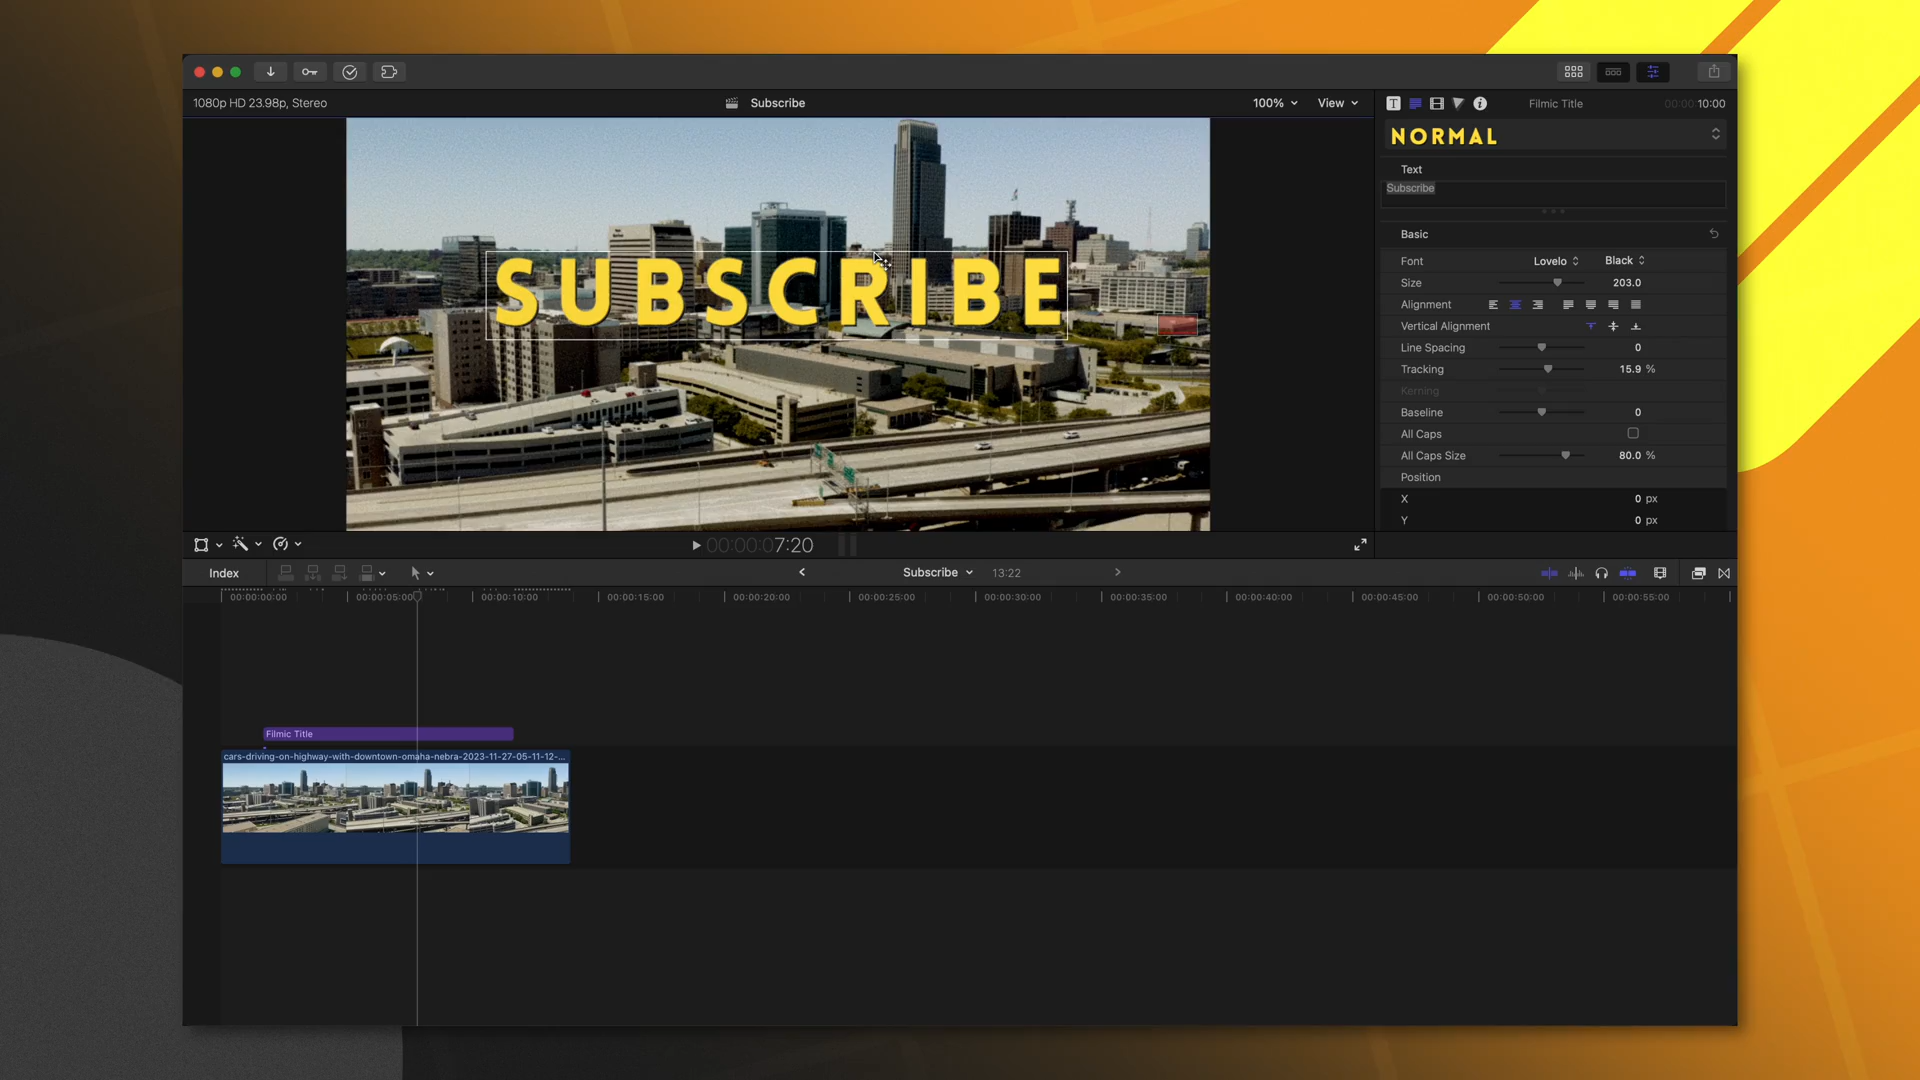 1080p HD 23.98p, Stereo
Subscribe
100%
View
Filmic Title
00:00:10:00
NORMAL
Text
Subscribe
Basic
Font
Lovelo
Black
Size
203.0
Alignment
Vertical Alignment
Line Spacing
0
Tracking
15.9 %
Kerning
Baseline
0
All Caps
All Caps Size
80.0 %
Position
X
0 px
Y
0 px
SUBSCRIBE
00:00:07:20
Index
Subscribe
13:22
00:00:00:00
00:00:05:00
00:00:10:00
00:00:15:00
00:00:20:00
00:00:25:00
00:00:30:00
00:00:35:00
00:00:40:00
00:00:45:00
00:00:50:00
00:00:55:00
Filmic Title
cars-driving-on-highway-with-downtown-omaha-nebra-2023-11-27-05-11-12-...